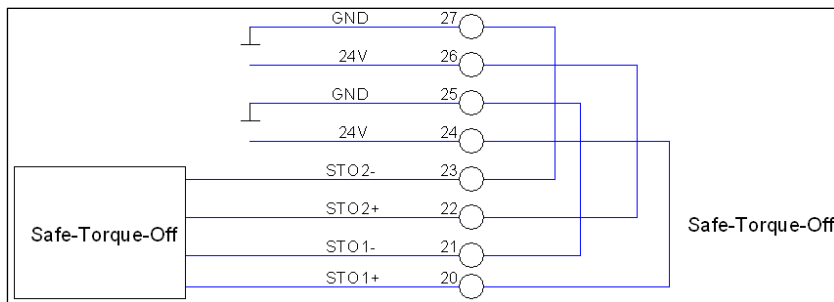 GND 27
24V 26
GND 25
24V 24
STO2- 23
STO2+ 22
Safe-Torque-Off Safe-Torque-Off
STO1- 21
STO1+ 20